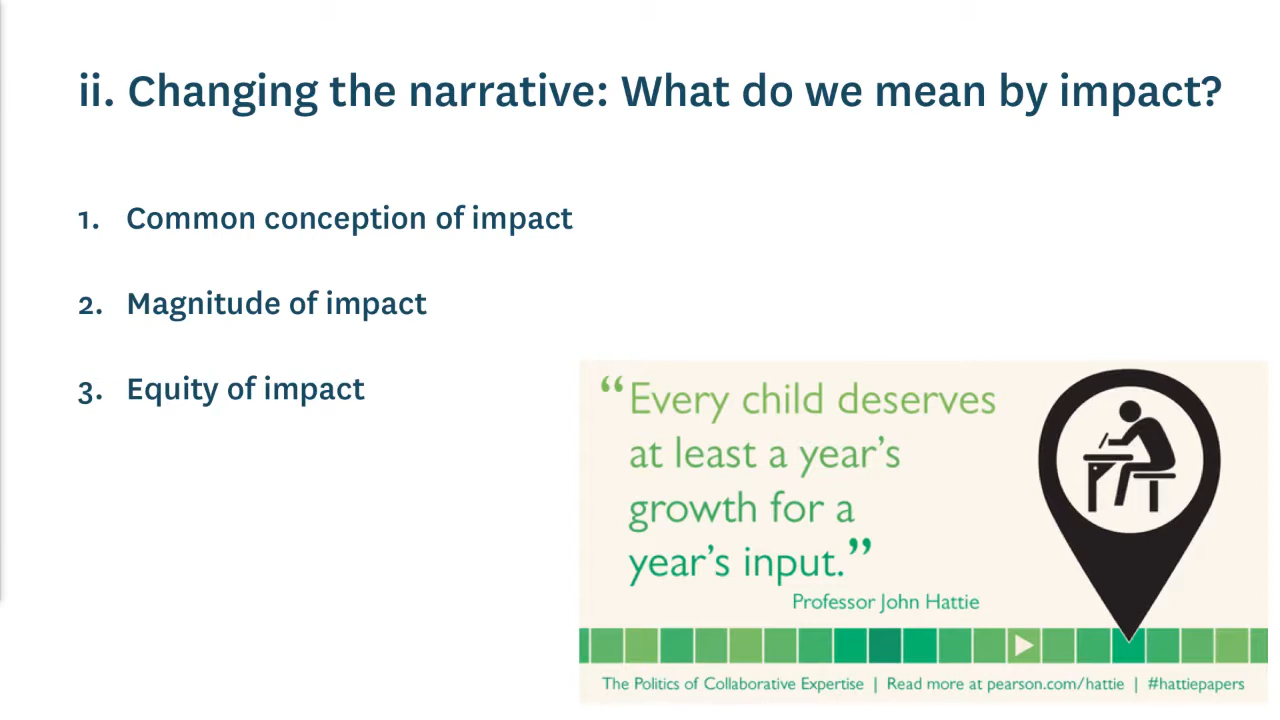 ii. Changing the narrative: What do we mean by impact?
1. Common conception of impact
2. Magnitude of impact
3. Equity of impact
“Every child deserves
at least a year’s
growth for a
year’s input.”
Professor John Hattie
The Politics of Collaborative Expertise | Read more at pearson.com/hattie | #hattiepapers